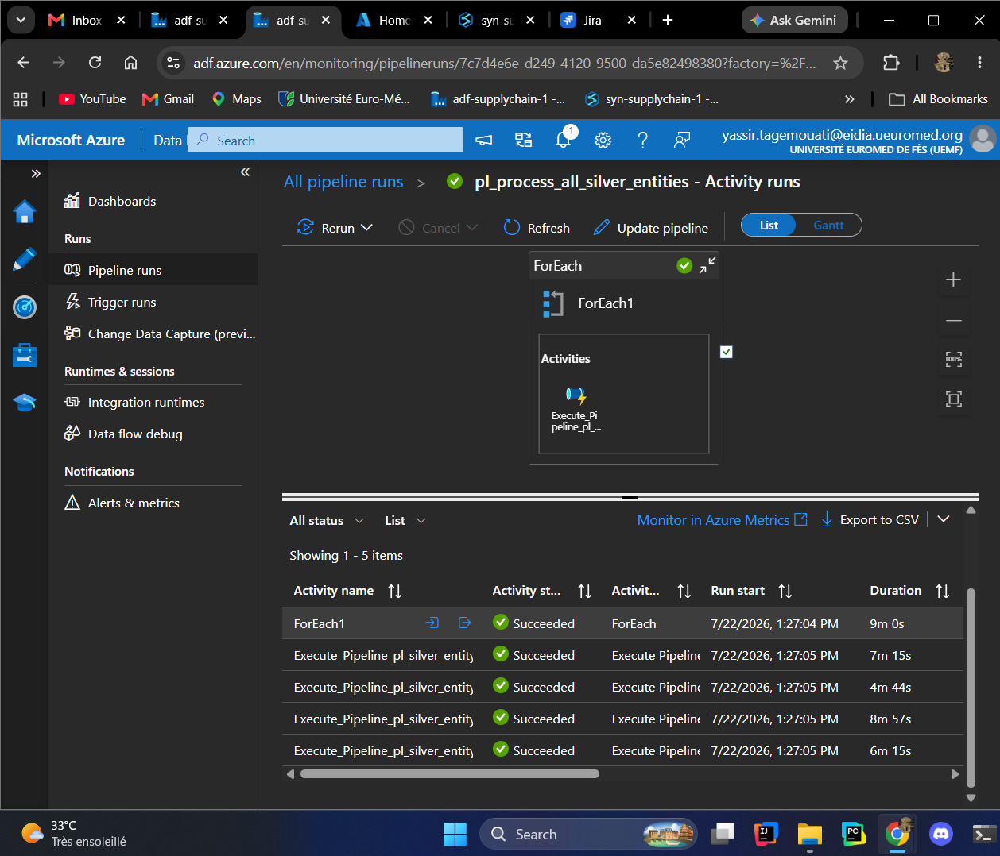 Inbox
adf-su
adf-su
Home
syn-su
Jira
Ask Gemini
adf.azure.com/en/monitoring/pipelineruns/7c7d4e6e-d249-4120-9500-da5e82498380?factory=%2F...
YouTube
Gmail
Maps
Université Euro-Mé...
adf-supplychain-1 -...
syn-supplychain-1 -...
»
All Bookmarks
Microsoft Azure
Data
Search
1
yassir.tagemouati@eidia.ueuromed.org
UNIVERSITÉ EUROMED DE FÈS (UEMF)
Dashboards
Runs
Pipeline runs
Trigger runs
Change Data Capture (previ...
Runtimes & sessions
Integration runtimes
Data flow debug
Notifications
Alerts & metrics
All pipeline runs > pl_process_all_silver_entities - Activity runs
Rerun
Cancel
Refresh
Update pipeline
List
Gantt
ForEach
ForEach1
Activities
Execute_Pi
peline_pl_...
100%
All status
List
Monitor in Azure Metrics
Export to CSV
Showing 1 - 5 items
Activity name Activity st... Activit... Run start Duration
ForEach1 Succeeded ForEach 7/22/2026, 1:27:04 PM 9m 0s
Execute_Pipeline_pl_silver_entity Succeeded Execute Pipeline 7/22/2026, 1:27:05 PM 7m 15s
Execute_Pipeline_pl_silver_entity Succeeded Execute Pipeline 7/22/2026, 1:27:05 PM 4m 44s
Execute_Pipeline_pl_silver_entity Succeeded Execute Pipeline 7/22/2026, 1:27:05 PM 8m 57s
Execute_Pipeline_pl_silver_entity Succeeded Execute Pipeline 7/22/2026, 1:27:05 PM 6m 15s
33°C
Très ensoleillé
Search
IJ
PC